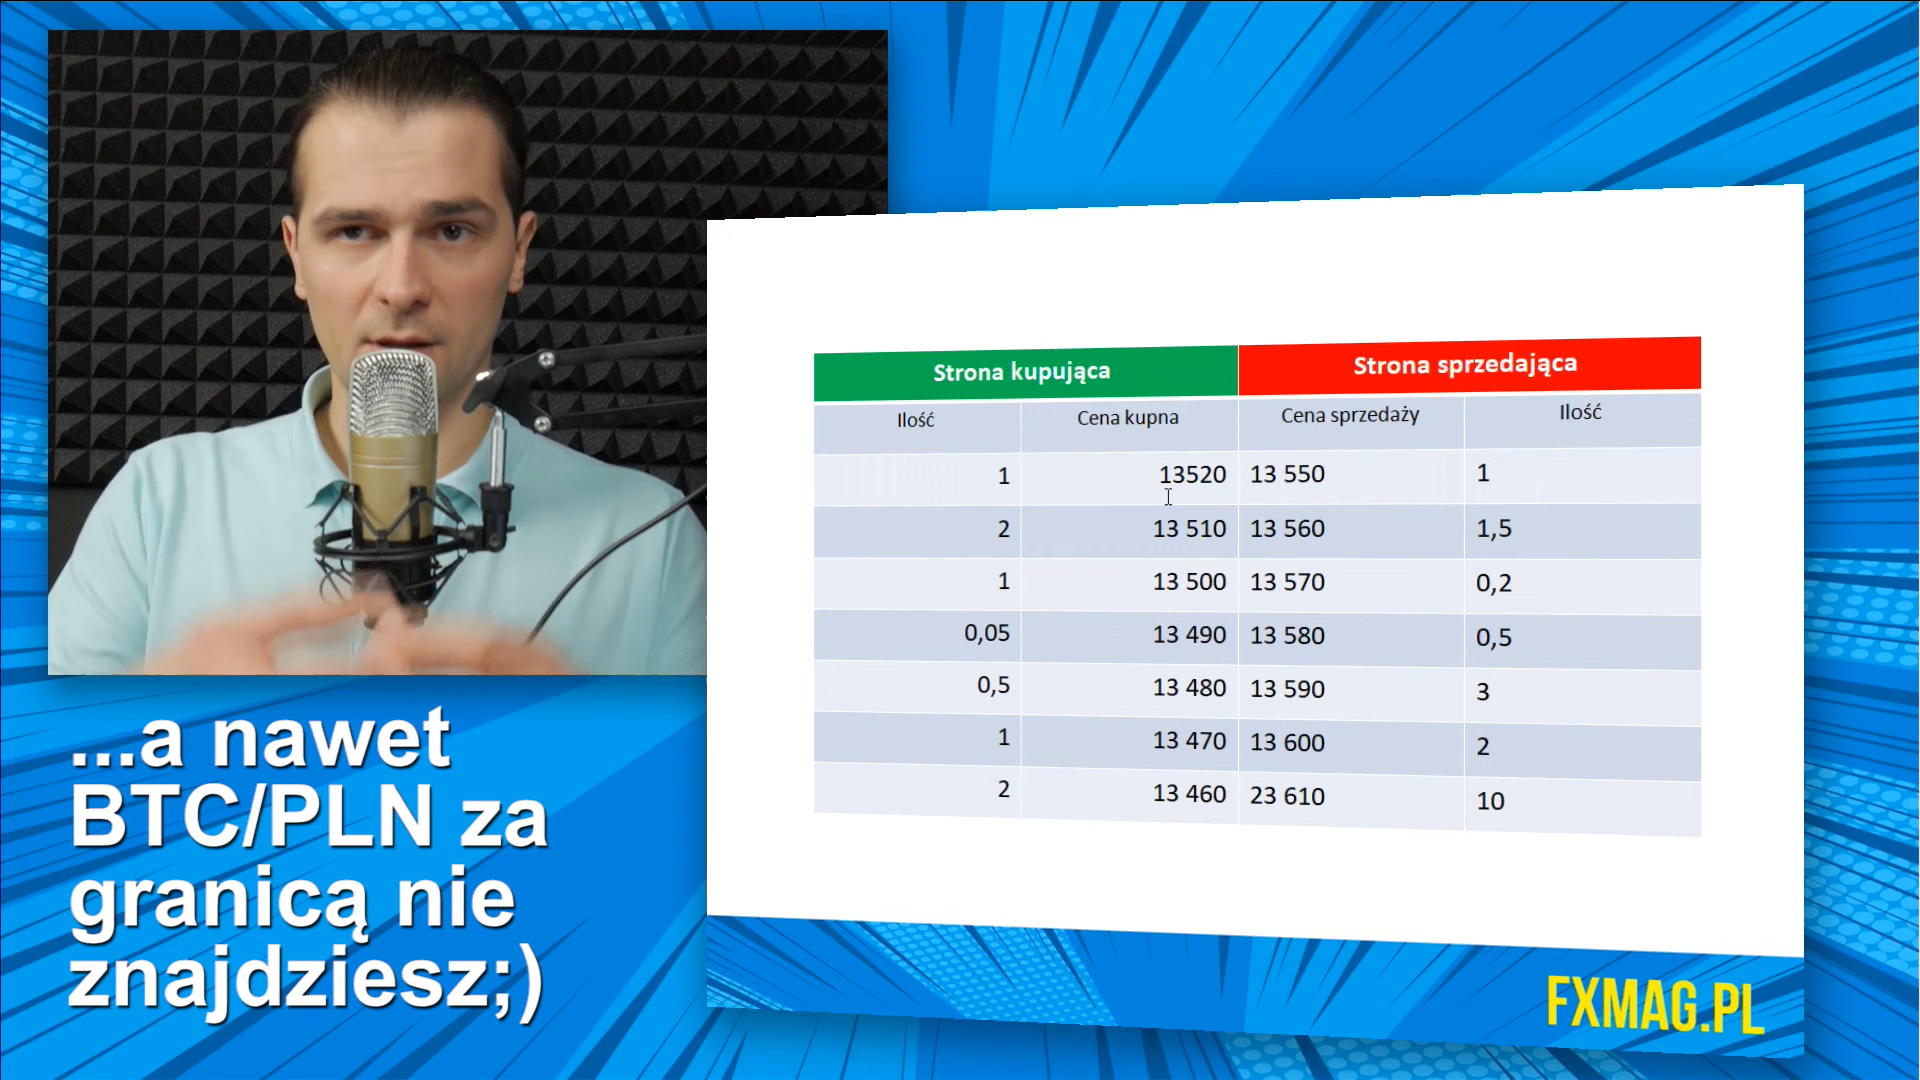 ...a nawet
BTC/PLN za
granicą nie
znajdziesz;)
Strona kupująca Strona sprzedająca
Ilość Cena kupna Cena sprzedaży Ilość
1 13520 13 550 1
2 13 510 13 560 1,5
1 13 500 13 570 0,2
0,05 13 490 13 580 0,5
0,5 13 480 13 590 3
1 13 470 13 600 2
2 13 460 23 610 10
FXMAG.PL